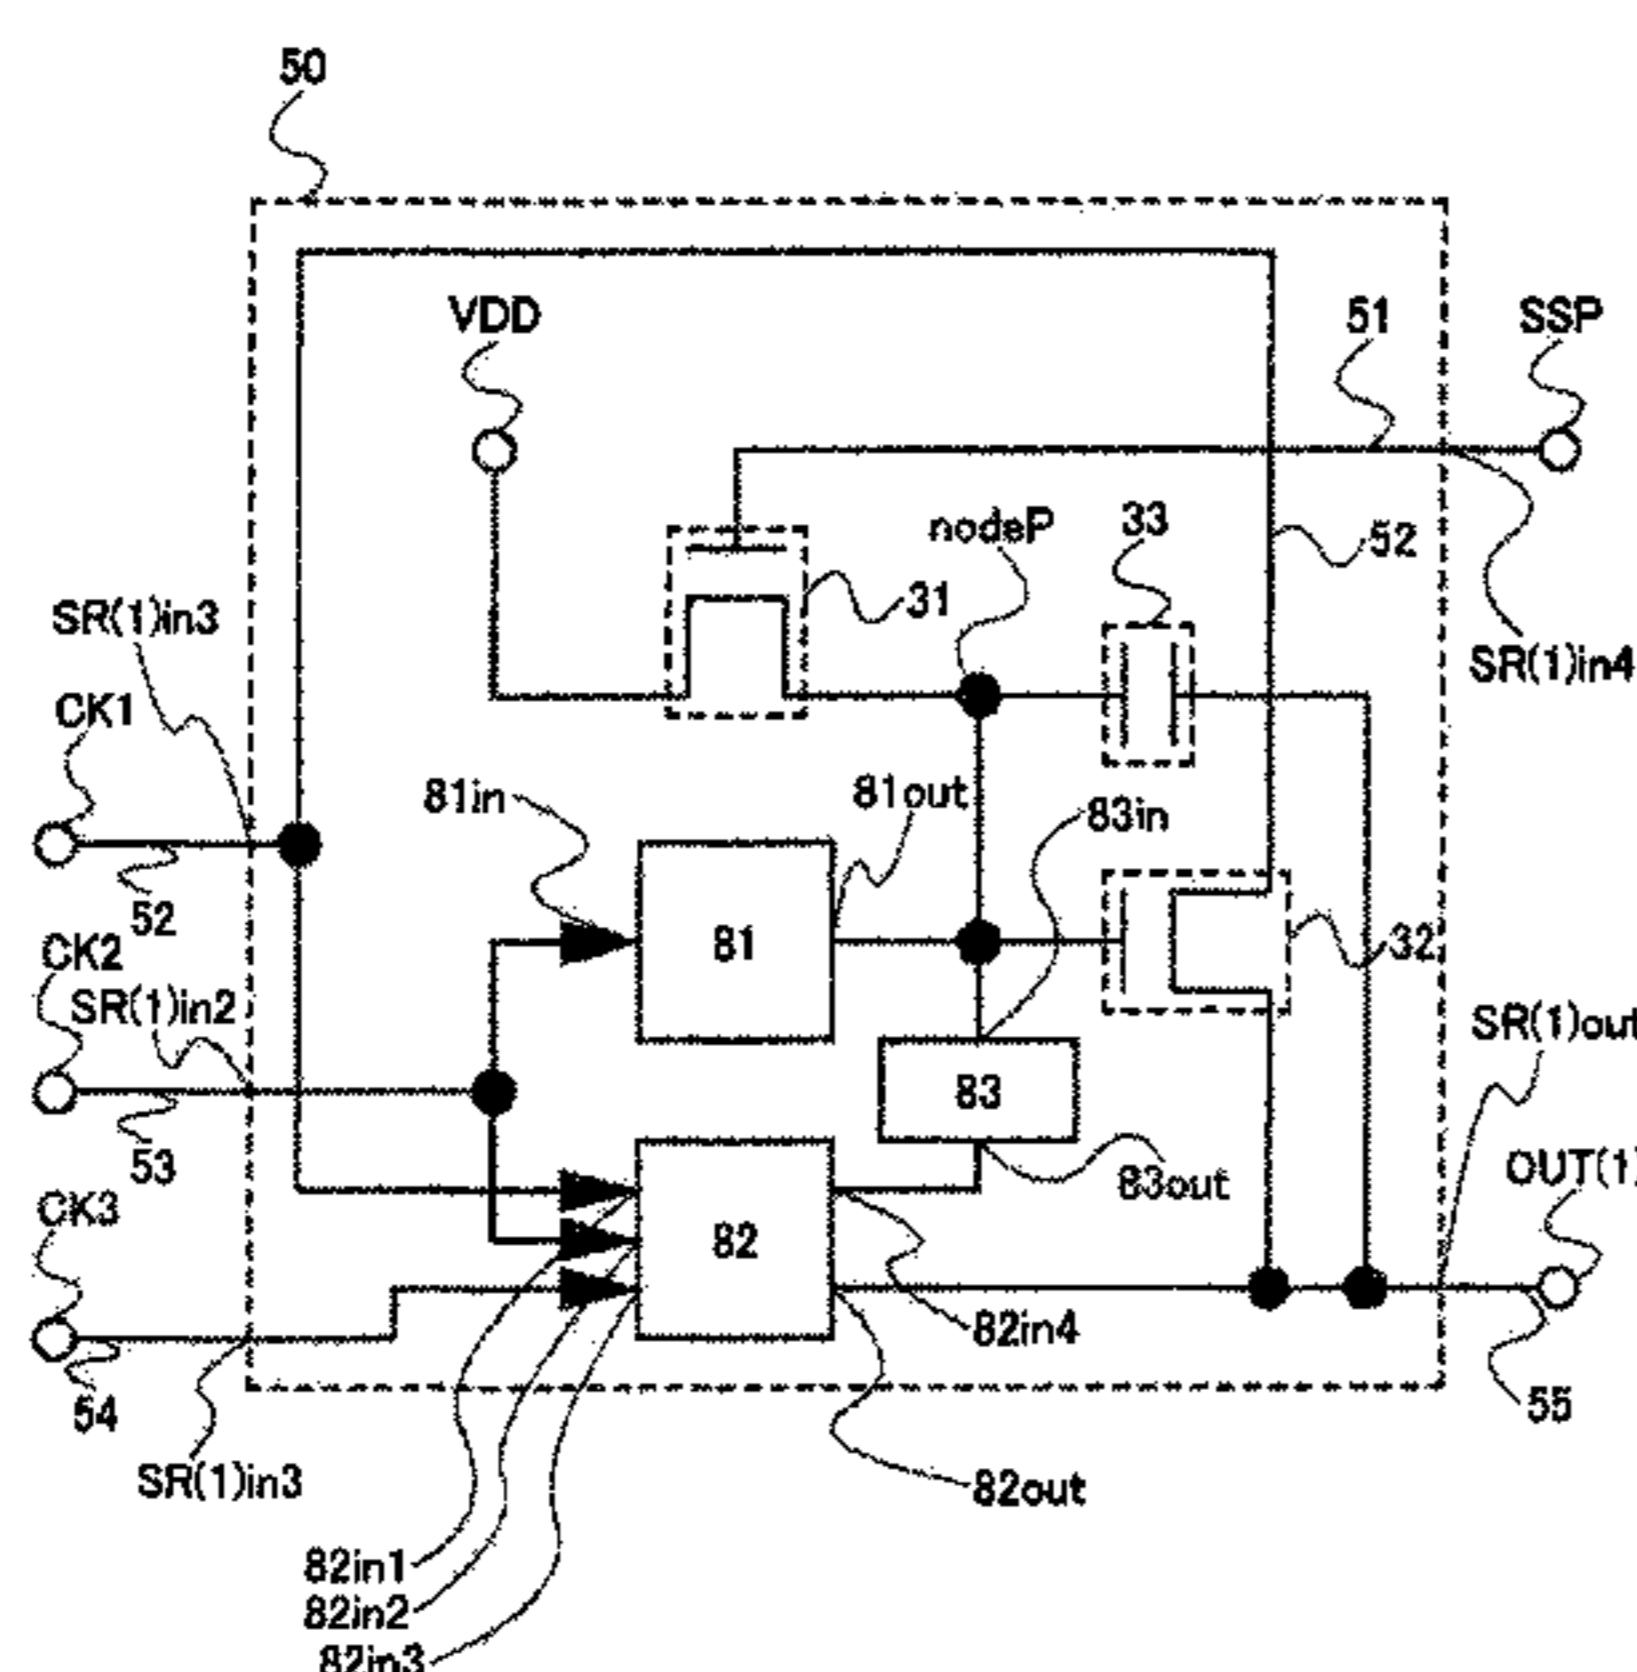 50
VDD
51
SSP
nodeP
33
52
31
SR(1)in3
SR(1)in4
CK1
81in
81out
83in
52
81
32
CK2
SR(1)in2
SR(1)out
83
53
83out
OUT(1)
CK3
82
82in4
54
55
SR(1)in3
82out
82in1
82in2
82in3